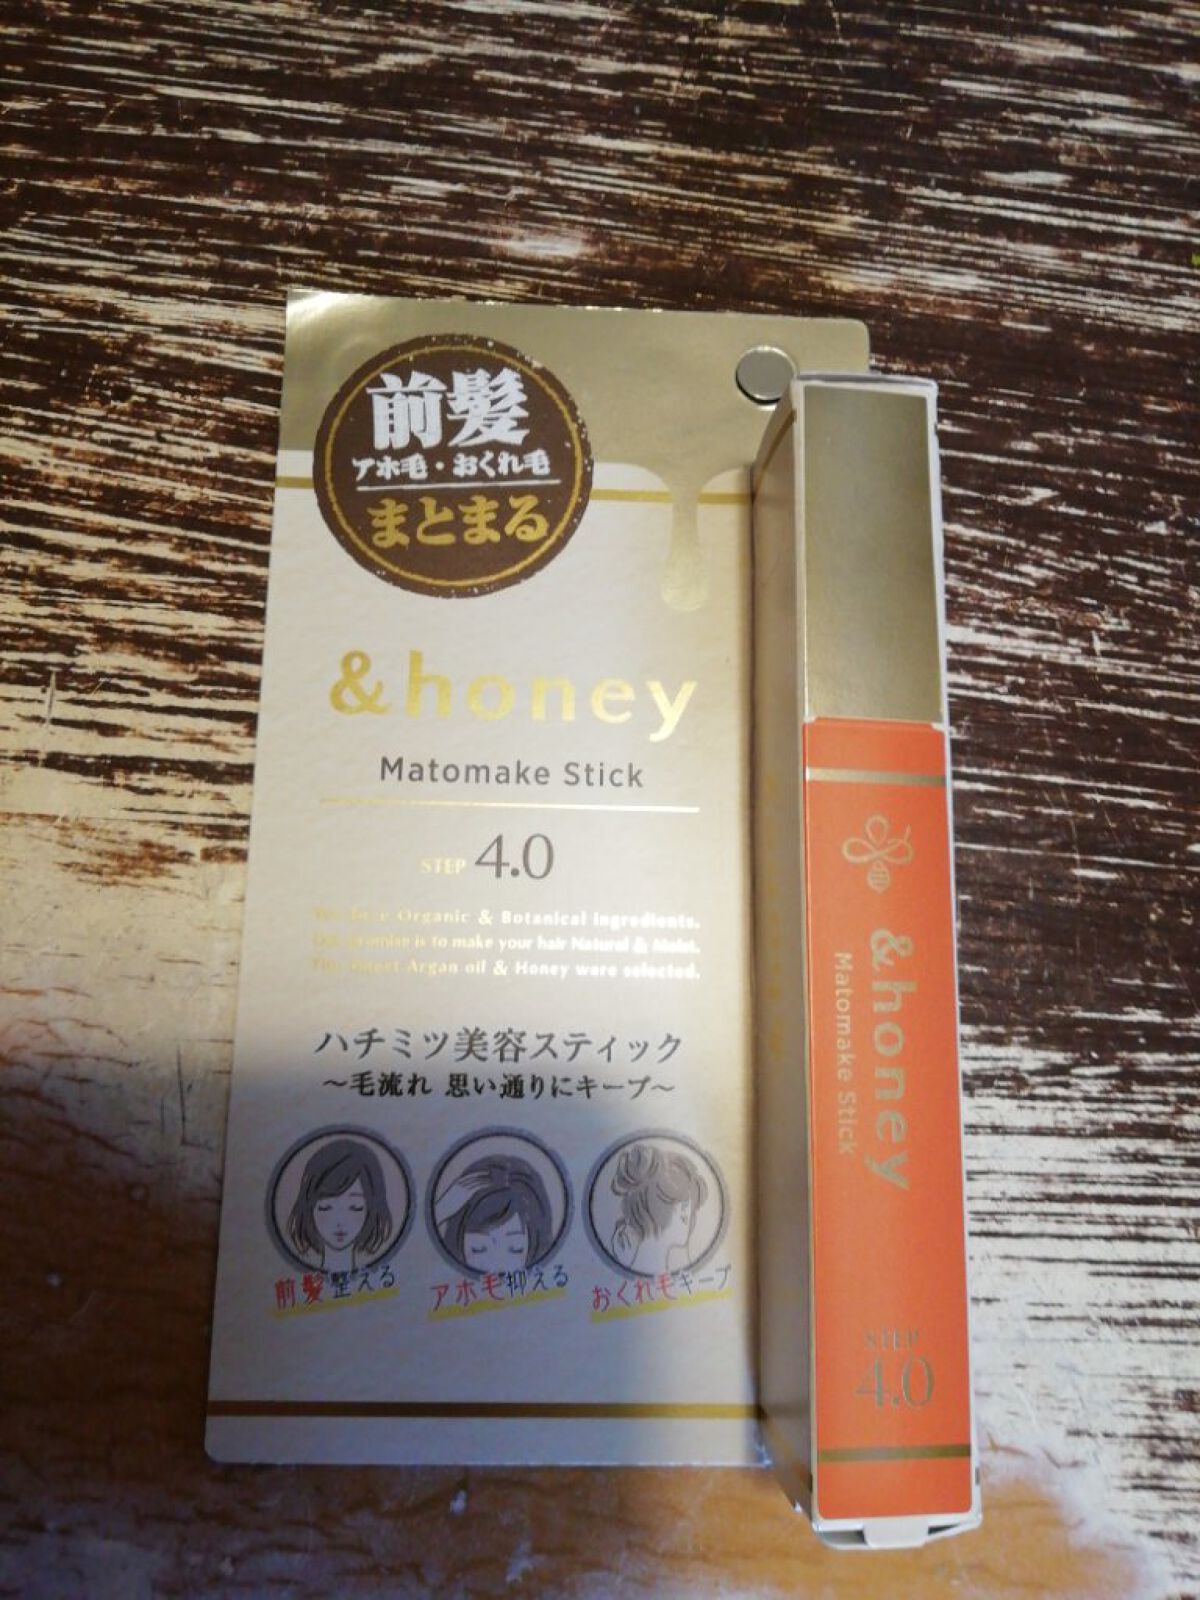 前髪
アホ毛・おくれ毛
まとまる
&honey
Matomake Stick
STEP 4.0
We love Organic & Botanical Ingredients.
Our promise is to make your hair Natural & Moist.
The finest Argan oil & Honey were selected.
ハチミツ美容スティック
～毛流れ 思い通りにキープ～
前髪整える
アホ毛抑える
おくれ毛キープ
&honey
Matomake Stick
STEP
4.0